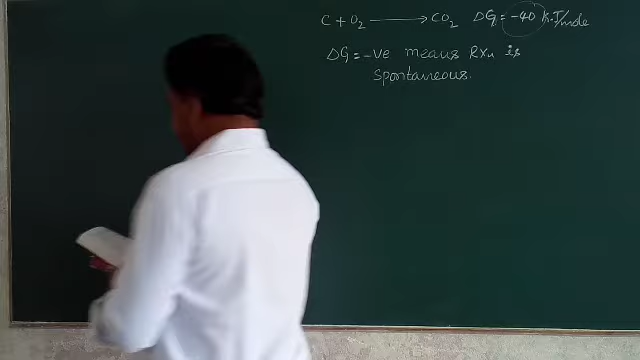 C + O₂ ⟶ CO₂ ΔG = -40 kJ/mole
ΔG = -ve means Rxn is
spontaneous.